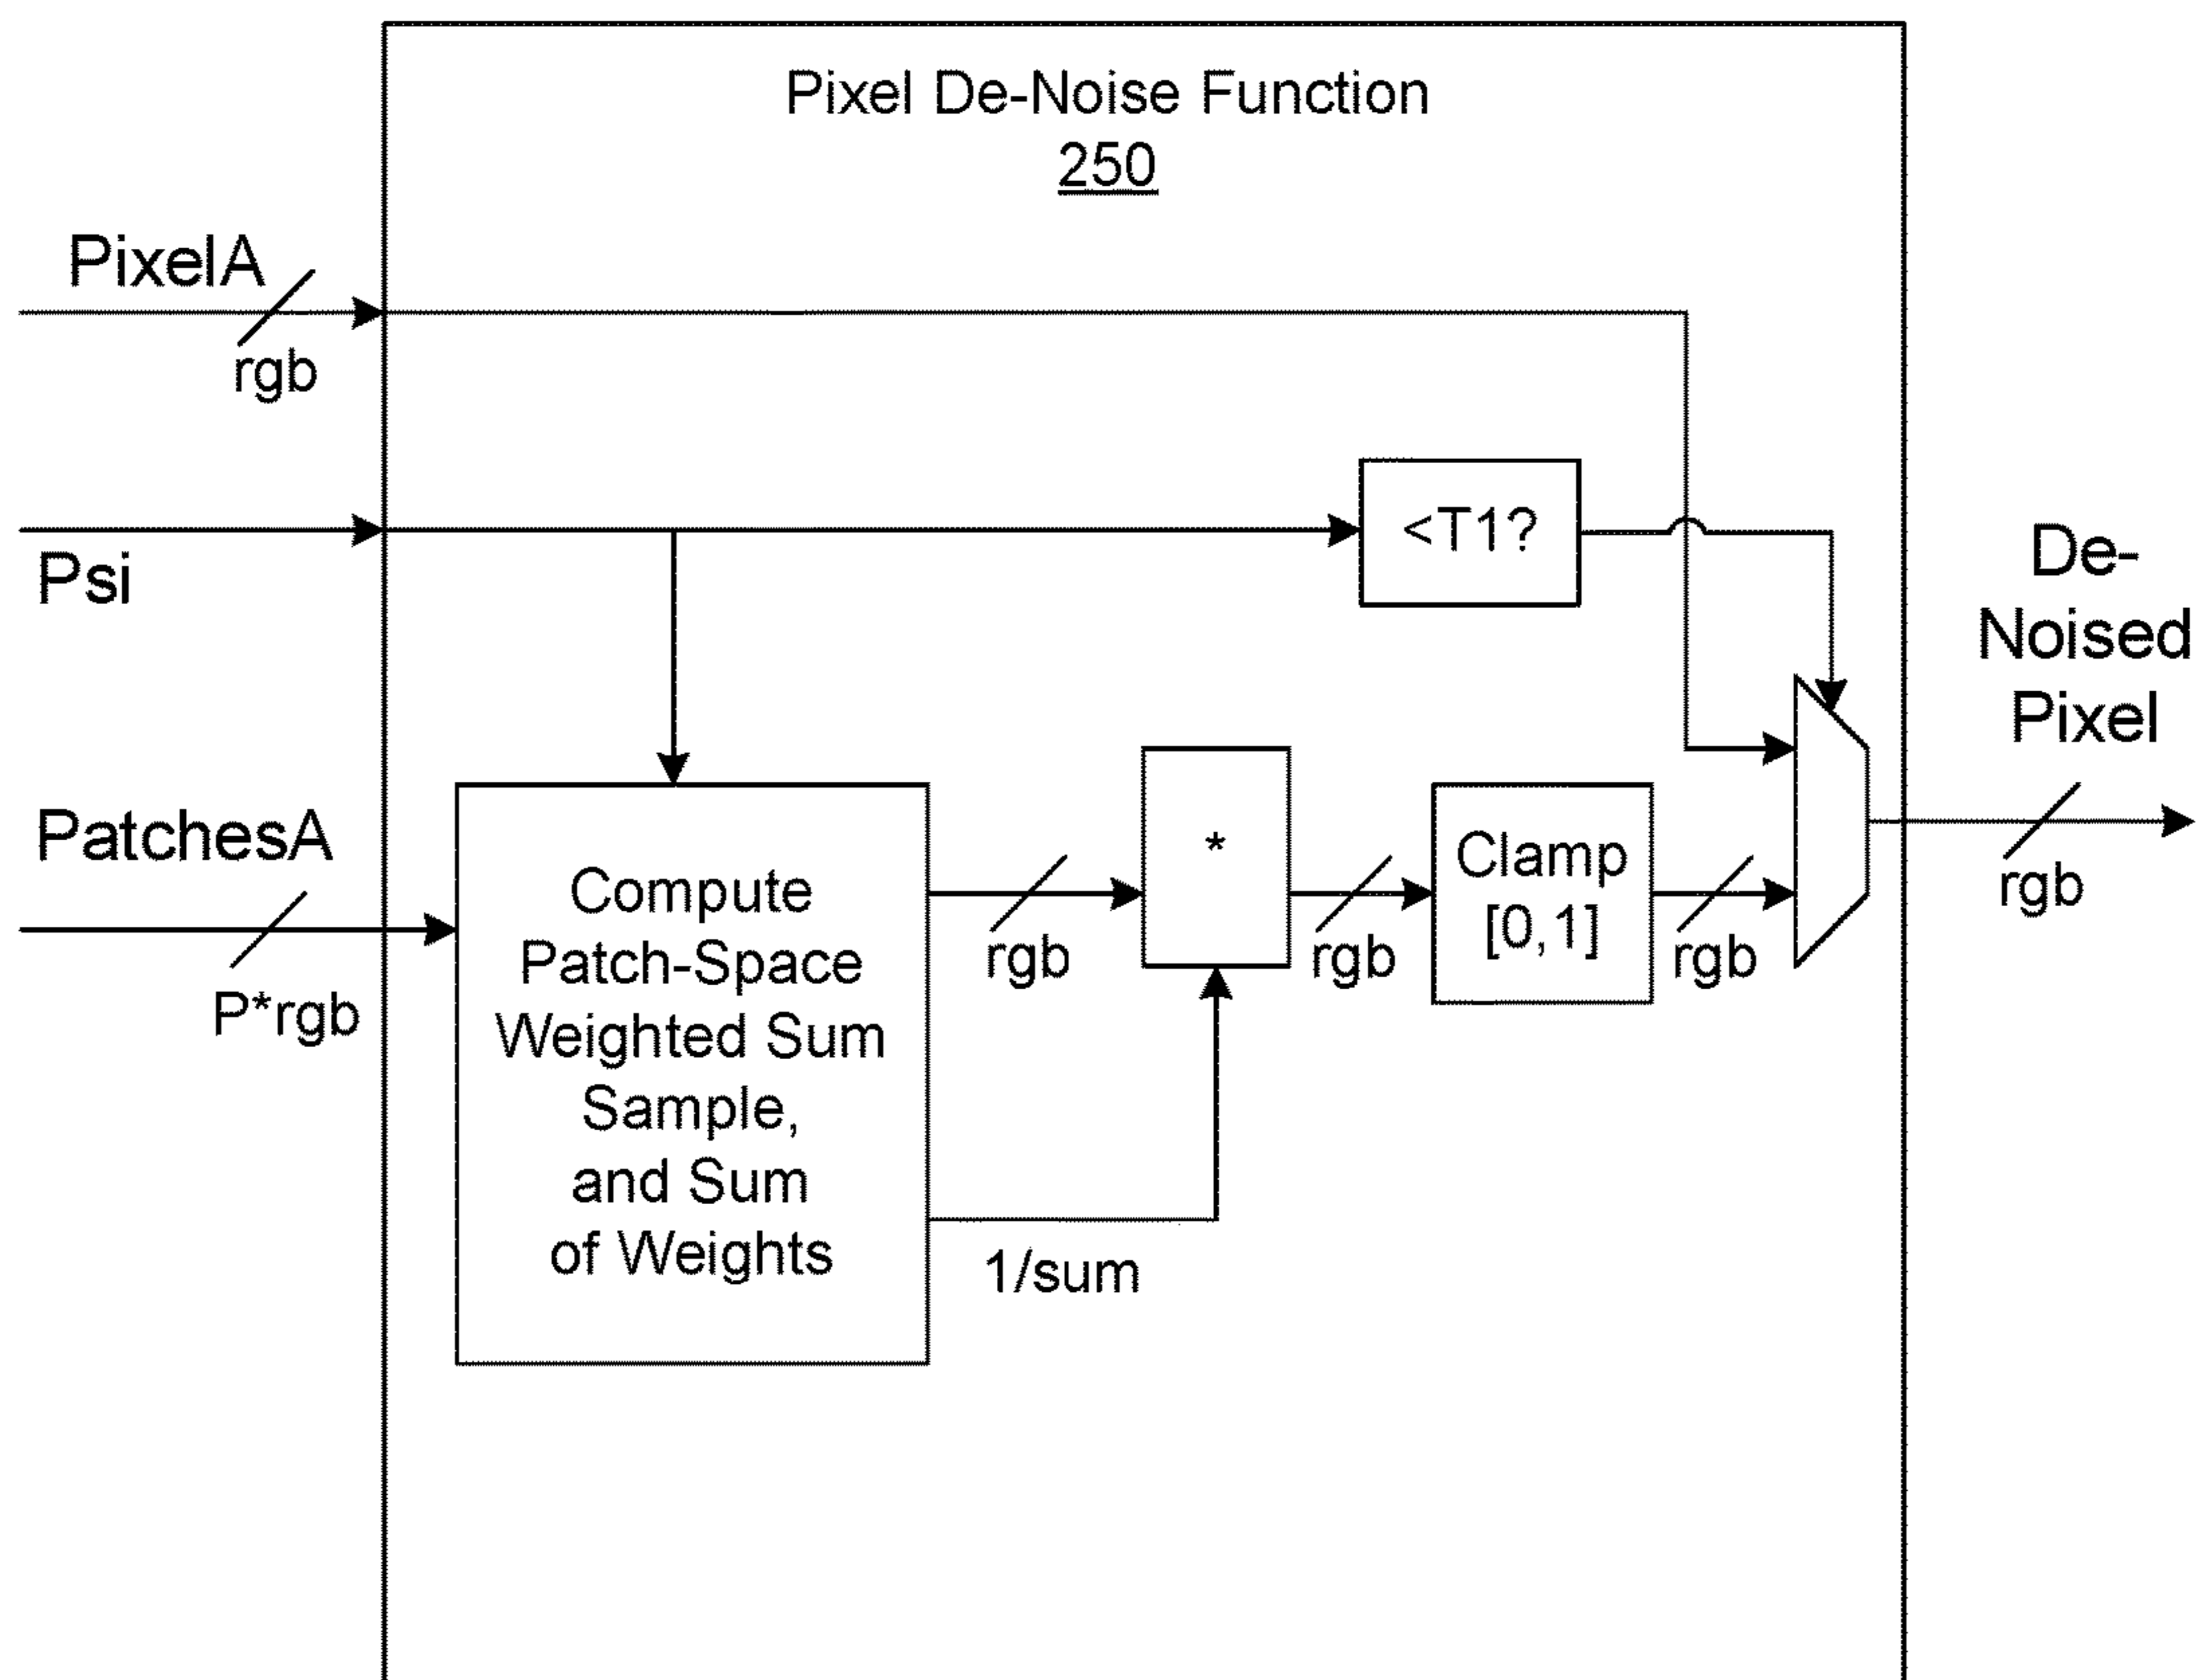 Pixel De-Noise Function
250
PixelA
rgb
Psi
<T1?
De-
Noised
Pixel
rgb
PatchesA
P*rgb
Compute
Patch-Space
Weighted Sum
Sample,
and Sum
of Weights
rgb
*
rgb
Clamp
[0,1]
rgb
1/sum